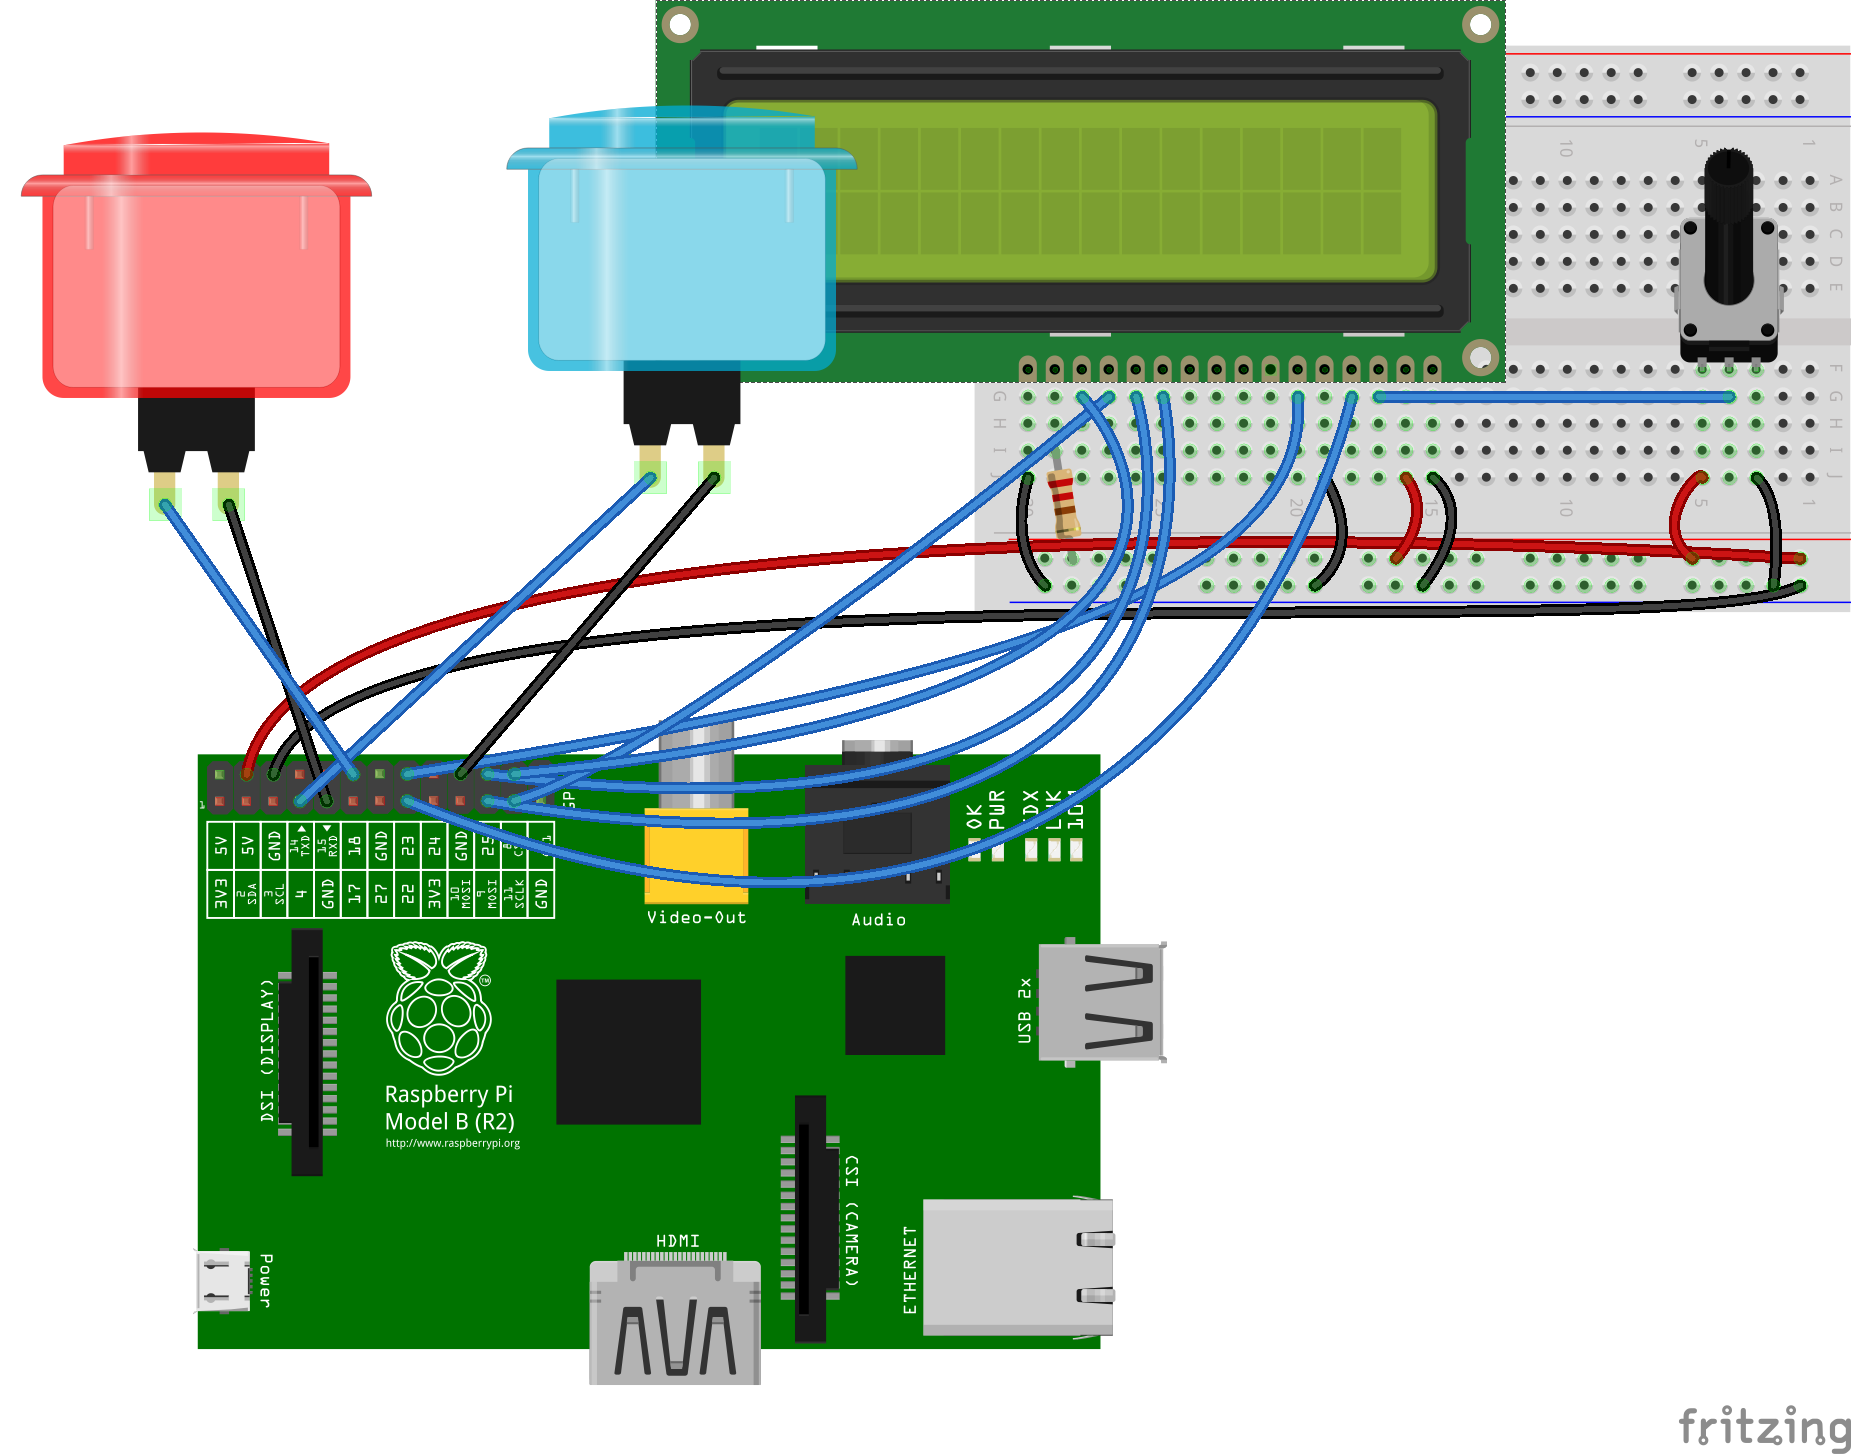 10
5
1
A
B
C
D
E
F
G
G
H
H
I
I
J
J
20
15
10
5
1
1
5V
5V
GND
14
TXD
15
RXD
18
GND
23
24
GND
25
3V3
2
SDA
3
SCL
4
GND
17
27
22
3V3
10
MOSI
9
MOSI
11
SCLK
GND
OK
PWR
Video-Out
Audio
DSI (DISPLAY)
Raspberry Pi
Model B (R2)
http://www.raspberrypi.org
TM
USB 2x
CSI (CAMERA)
ETHERNET
HDMI
Power
fritzing